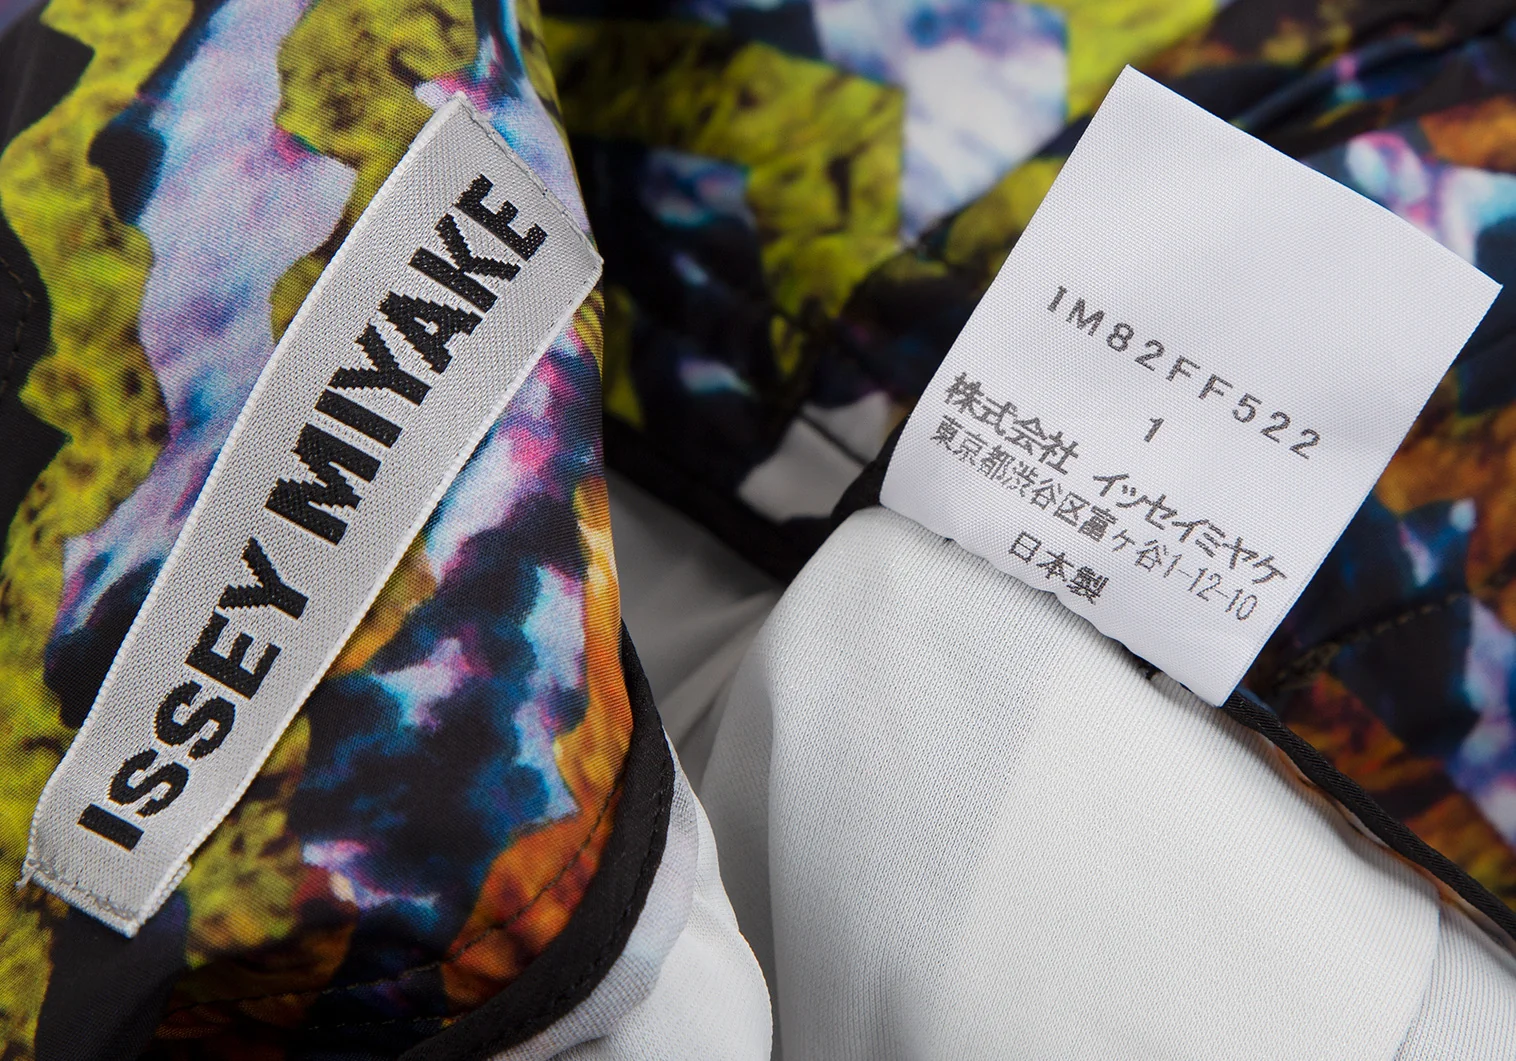 ISSEY MIYAKE
IM82FF522
1
株式会社 イッセイミヤケ
東京都渋谷区富ヶ谷1-12-10
日本製